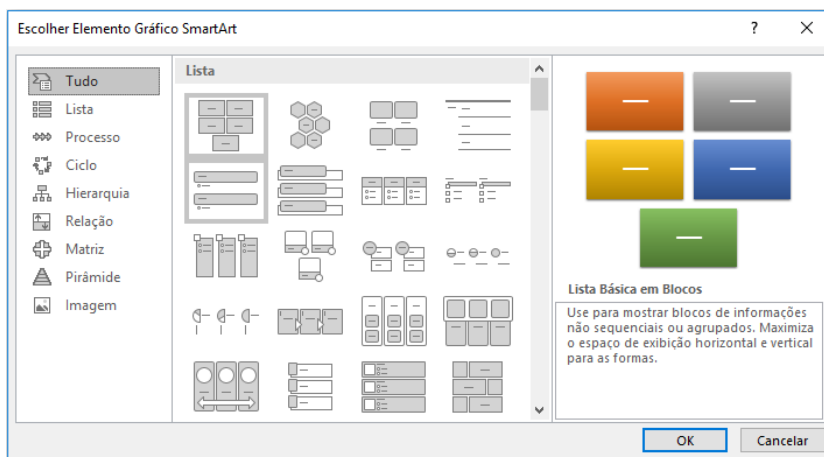 Escolher Elemento Gráfico SmartArt
?
Tudo
Lista
Processo
Ciclo
Hierarquia
Relação
Matriz
Pirâmide
Imagem
Lista
Lista Básica em Blocos
Use para mostrar blocos de informações
não sequenciais ou agrupados. Maximiza
o espaço de exibição horizontal e vertical
para as formas.
OK
Cancelar